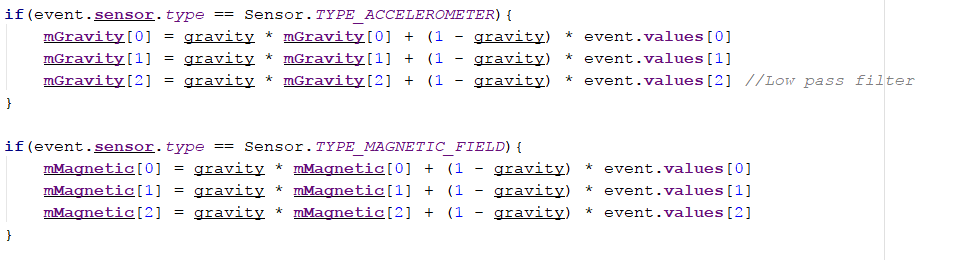 if(event.sensor.type == Sensor.TYPE_ACCELEROMETER){
    mGravity[0] = gravity * mGravity[0] + (1 - gravity) * event.values[0]
    mGravity[1] = gravity * mGravity[1] + (1 - gravity) * event.values[1]
    mGravity[2] = gravity * mGravity[2] + (1 - gravity) * event.values[2] //Low pass filter
}

if(event.sensor.type == Sensor.TYPE_MAGNETIC_FIELD){
    mMagnetic[0] = gravity * mMagnetic[0] + (1 - gravity) * event.values[0]
    mMagnetic[1] = gravity * mMagnetic[1] + (1 - gravity) * event.values[1]
    mMagnetic[2] = gravity * mMagnetic[2] + (1 - gravity) * event.values[2]
}